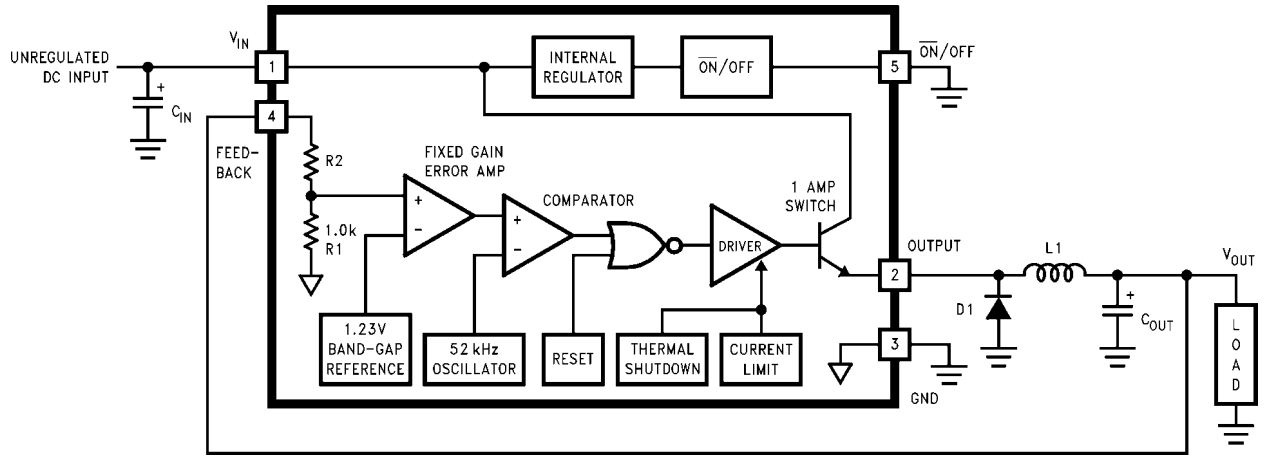 UNREGULATED
DC INPUT
+
C_IN
V_IN
1
4
FEED-
BACK
R2
1.0k
R1
INTERNAL
REGULATOR
O̅N̅/OFF
5
O̅N̅/OFF
FIXED GAIN
ERROR AMP
+
−
COMPARATOR
+
−
DRIVER
1 AMP
SWITCH
OUTPUT
2
3
GND
1.23V
BAND-GAP
REFERENCE
52 kHz
OSCILLATOR
RESET
THERMAL
SHUTDOWN
CURRENT
LIMIT
D1
L1
+
C_OUT
V_OUT
L
O
A
D